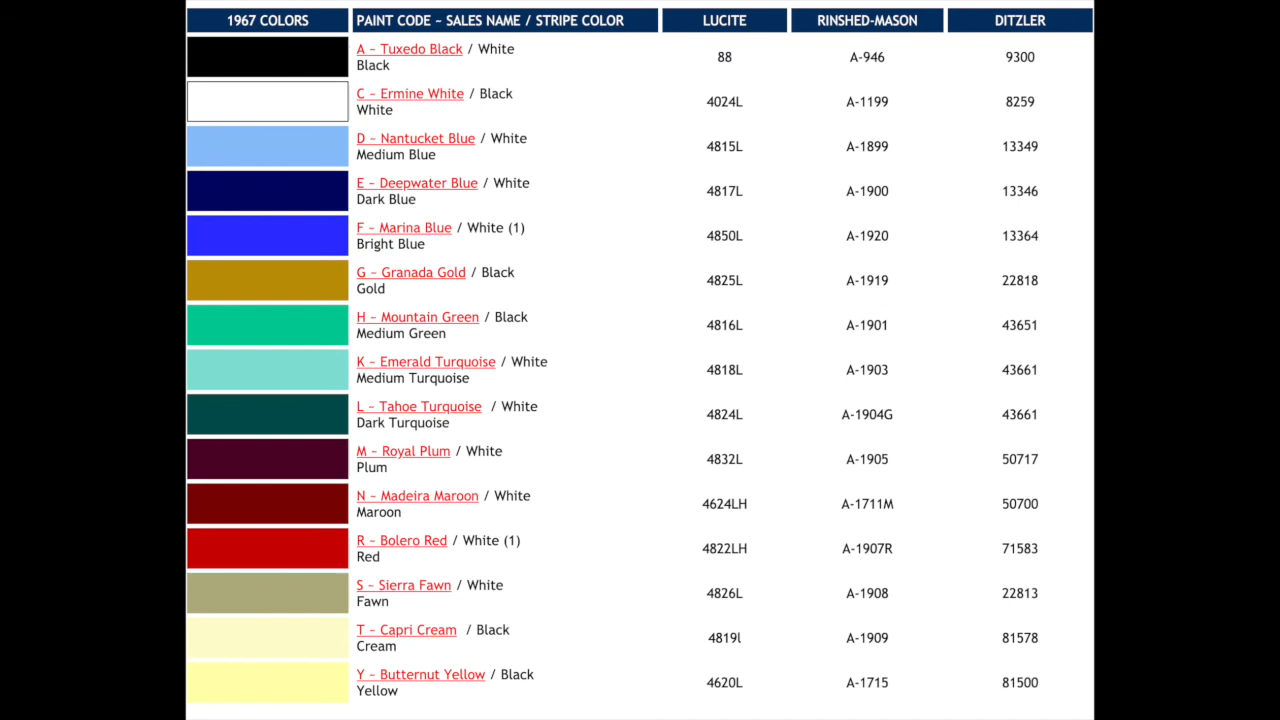 1967 COLORS PAINT CODE ~ SALES NAME / STRIPE COLOR LUCITE RINSHED-MASON DITZLER
A ~ Tuxedo Black / White 88 A-946 9300
Black
C ~ Ermine White / Black 4024L A-1199 8259
White
D ~ Nantucket Blue / White 4815L A-1899 13349
Medium Blue
E ~ Deepwater Blue / White 4817L A-1900 13346
Dark Blue
F ~ Marina Blue / White (1) 4850L A-1920 13364
Bright Blue
G ~ Granada Gold / Black 4825L A-1919 22818
Gold
H ~ Mountain Green / Black 4816L A-1901 43651
Medium Green
K ~ Emerald Turquoise / White 4818L A-1903 43661
Medium Turquoise
L ~ Tahoe Turquoise / White 4824L A-1904G 43661
Dark Turquoise
M ~ Royal Plum / White 4832L A-1905 50717
Plum
N ~ Madeira Maroon / White 4624LH A-1711M 50700
Maroon
R ~ Bolero Red / White (1) 4822LH A-1907R 71583
Red
S ~ Sierra Fawn / White 4826L A-1908 22813
Fawn
T ~ Capri Cream / Black 4819l A-1909 81578
Cream
Y ~ Butternut Yellow / Black 4620L A-1715 81500
Yellow